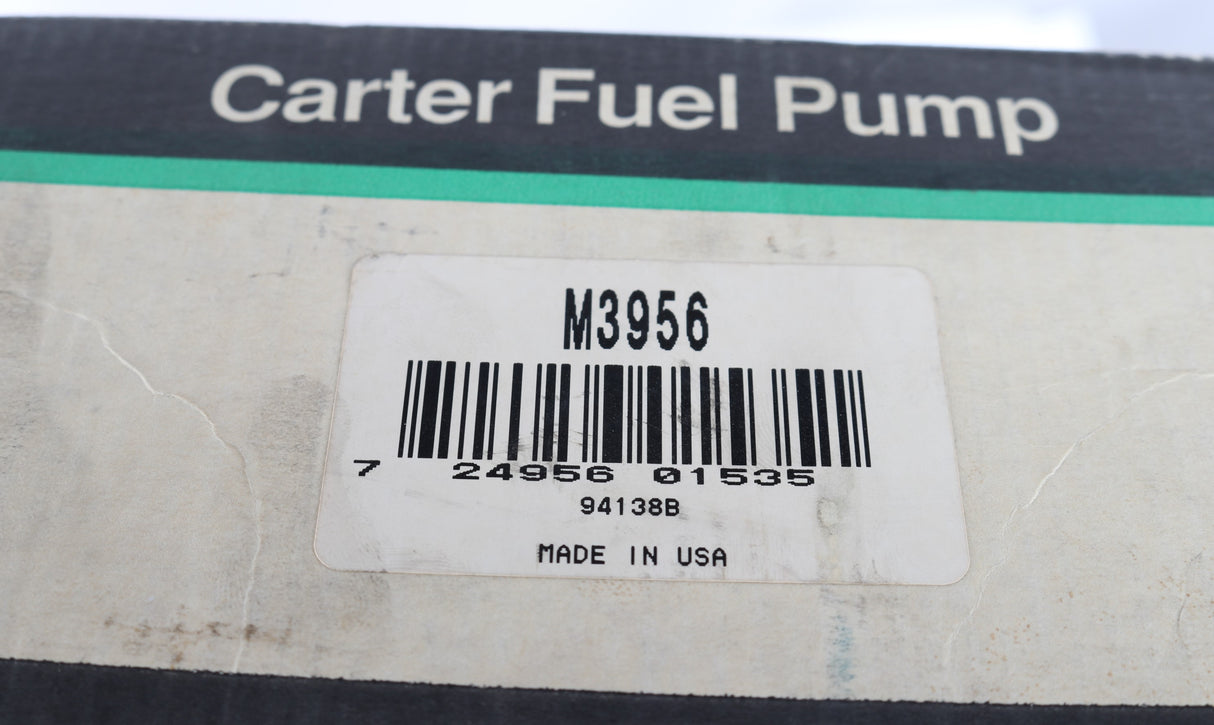 Carter Fuel Pump
M3956
7 24956 01535
94138B
MADE IN USA